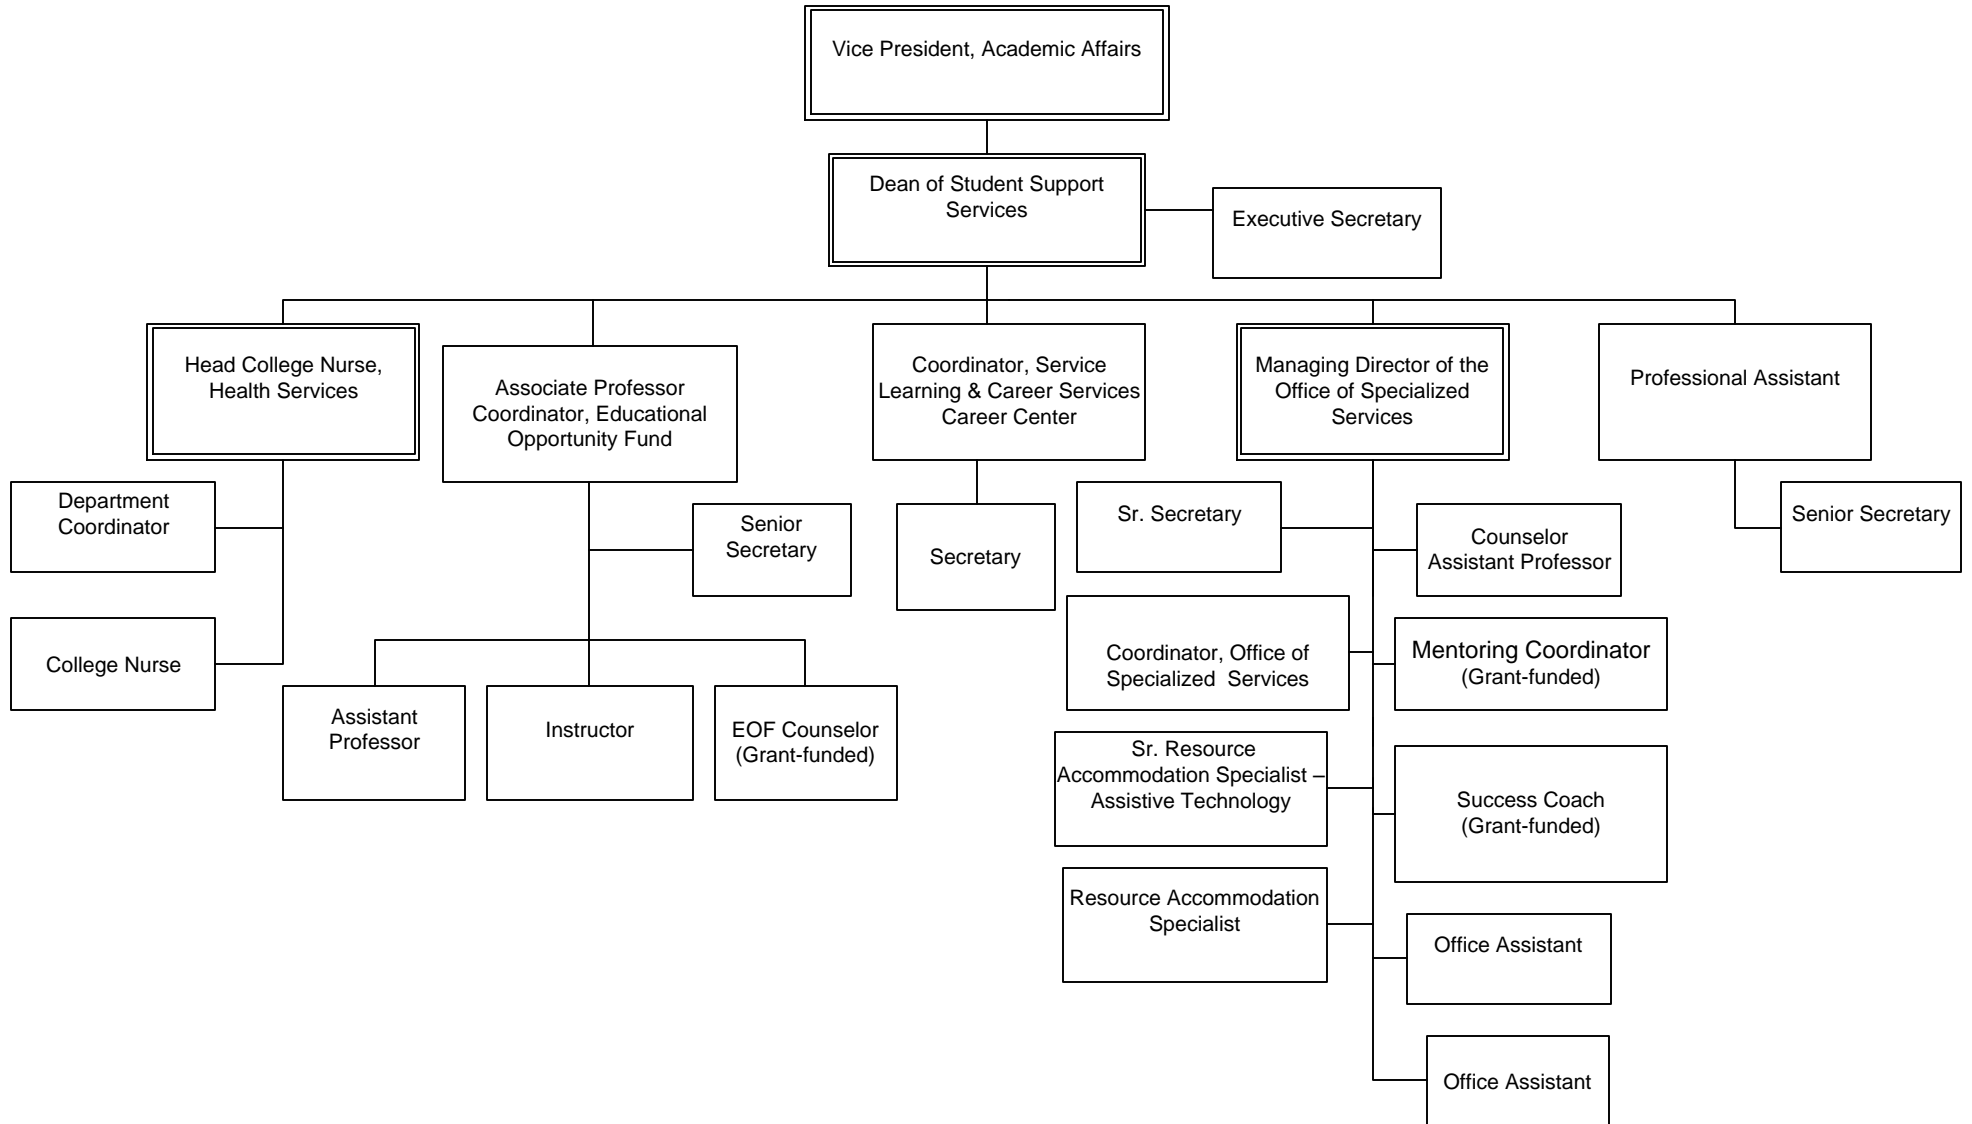 Vice President, Academic Affairs
Dean of Student Support
Services
Executive Secretary
Head College Nurse,
Health Services
Associate Professor
Coordinator, Educational
Opportunity Fund
Coordinator, Service
Learning & Career Services
Career Center
Managing Director of the
Office of Specialized
Services
Professional Assistant
Department
Coordinator
College Nurse
Senior
Secretary
Assistant
Professor
Instructor
EOF Counselor
(Grant-funded)
Secretary
Sr. Secretary
Counselor
Assistant Professor
Coordinator, Office of
Specialized  Services
Mentoring Coordinator
(Grant-funded)
Sr. Resource
Accommodation Specialist –
Assistive Technology
Success Coach
(Grant-funded)
Resource Accommodation
Specialist
Office Assistant
Office Assistant
Senior Secretary